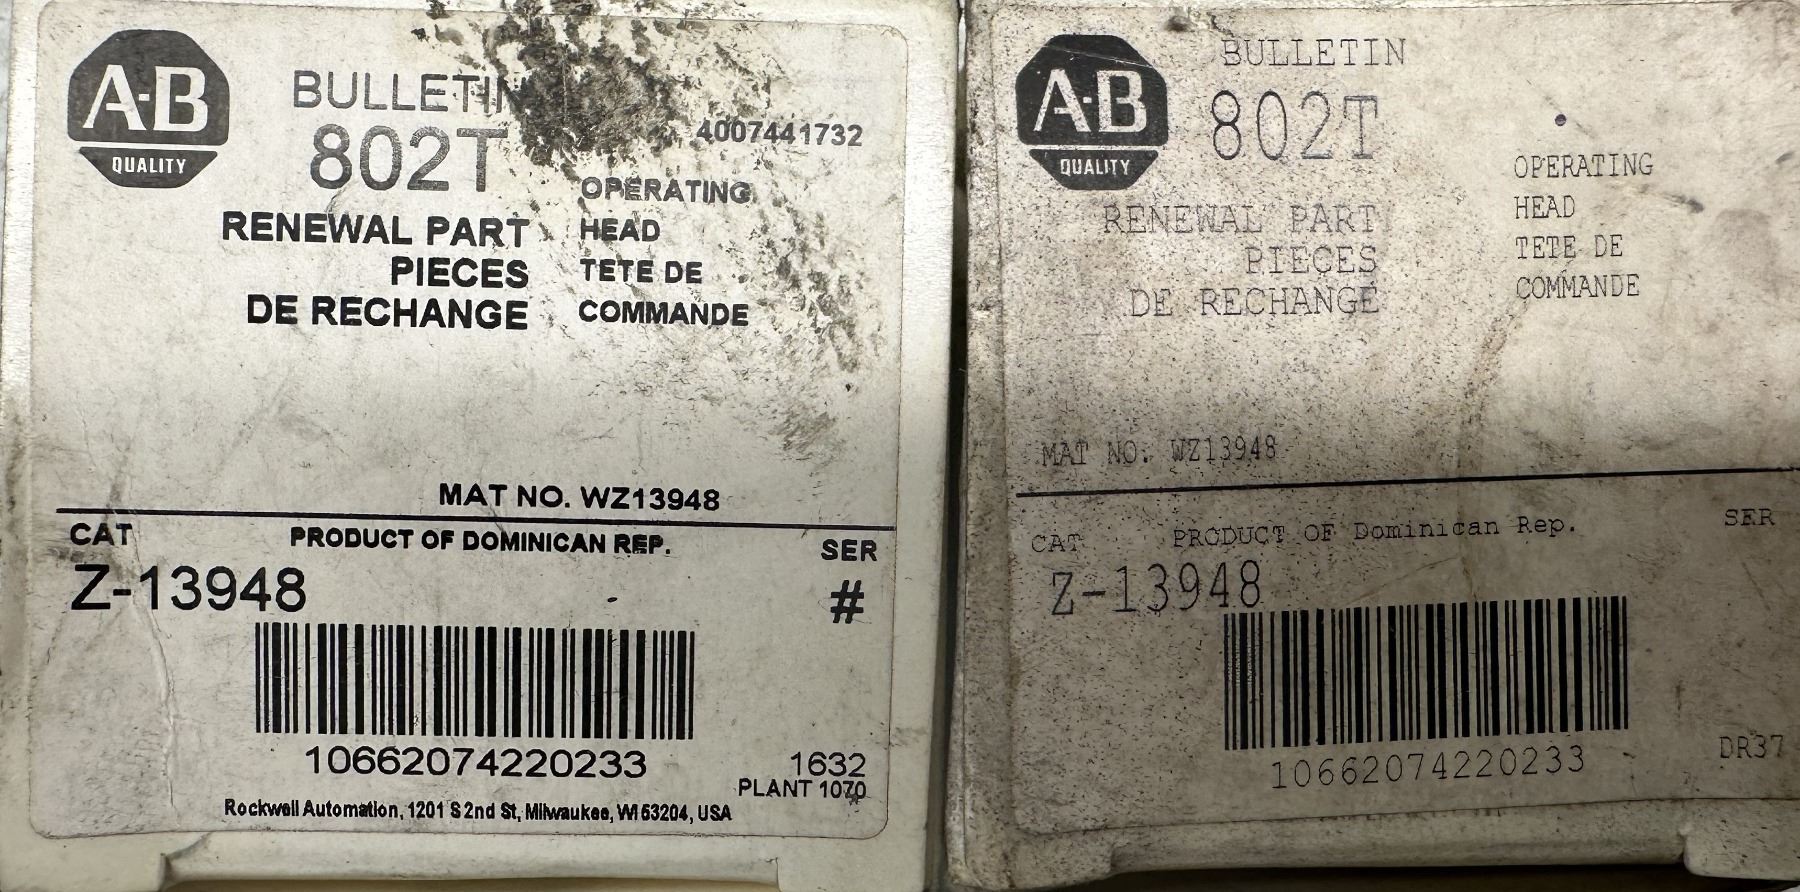 A-B
QUALITY
BULLETIN
802T
4007441732
RENEWAL PART
PIECES
DE RECHANGE
OPERATING
HEAD
TETE DE
COMMANDE
MAT NO. WZ13948
CAT
PRODUCT OF DOMINICAN REP.
SER
Z-13948
#
10662074220233
1632
PLANT 1070
Rockwell Automation, 1201 S 2nd St, Milwaukee, WI 53204, USA
A-B
QUALITY
BULLETIN
802T
RENEWAL PART
PIECES
DE RECHANGE
OPERATING
HEAD
TETE DE
COMMANDE
MAT NO. WZ13948
CAT
PRODUCT OF Dominican Rep.
SER
Z-13948
10662074220233
DR37